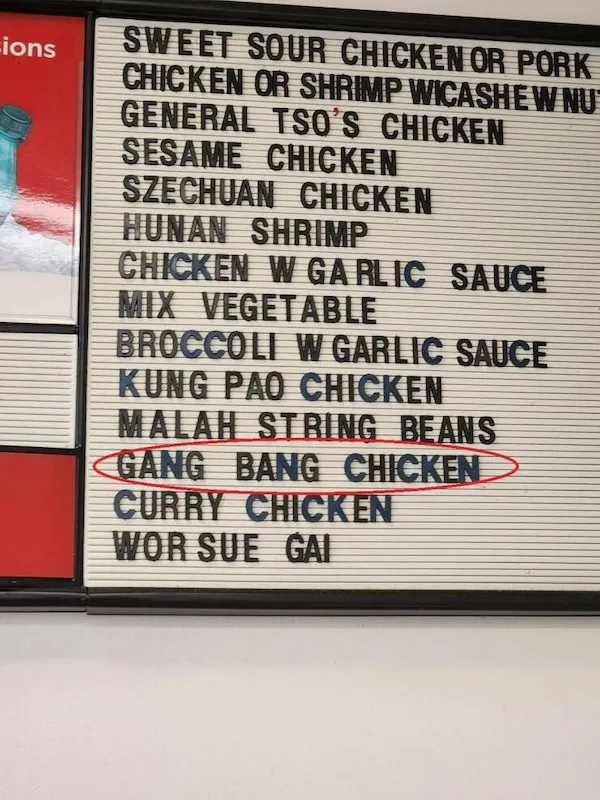 ions
SWEET SOUR CHICKEN OR PORK
CHICKEN OR SHRIMP W/CASHEW NU
GENERAL TSO'S CHICKEN
SESAME CHICKEN
SZECHUAN CHICKEN
HUNAN SHRIMP
CHICKEN W GARLIC SAUCE
MIX VEGETABLE
BROCCOLI W GARLIC SAUCE
KUNG PAO CHICKEN
MALAH STRING BEANS
GANG BANG CHICKEN
CURRY CHICKEN
WOR SUE GAI